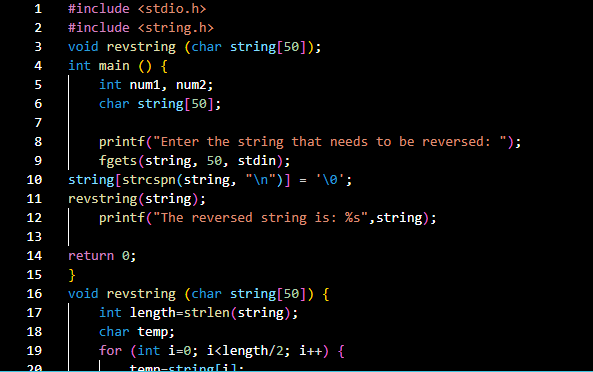 1 #include <stdio.h>
2 #include <string.h>
3 void revstring (char string[50]);
4 int main () {
5 int num1, num2;
6 char string[50];
7
8 printf("Enter the string that needs to be reversed: ");
9 fgets(string, 50, stdin);
10 string[strcspn(string, "\n")] = '\0';
11 revstring(string);
12 printf("The reversed string is: %s",string);
13
14 return 0;
15 }
16 void revstring (char string[50]) {
17 int length=strlen(string);
18 char temp;
19 for (int i=0; i<length/2; i++) {
20 temp=string[i];